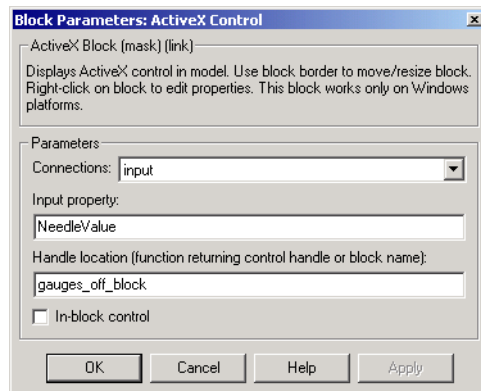 Block Parameters: ActiveX Control
ActiveX Block (mask) (link)
Displays ActiveX control in model. Use block border to move/resize block.
Right-click on block to edit properties. This block works only on Windows
platforms.
Parameters
Connections: input
Input property:
NeedleValue
Handle location (function returning control handle or block name):
gauges_off_block
In-block control
OK Cancel Help Apply